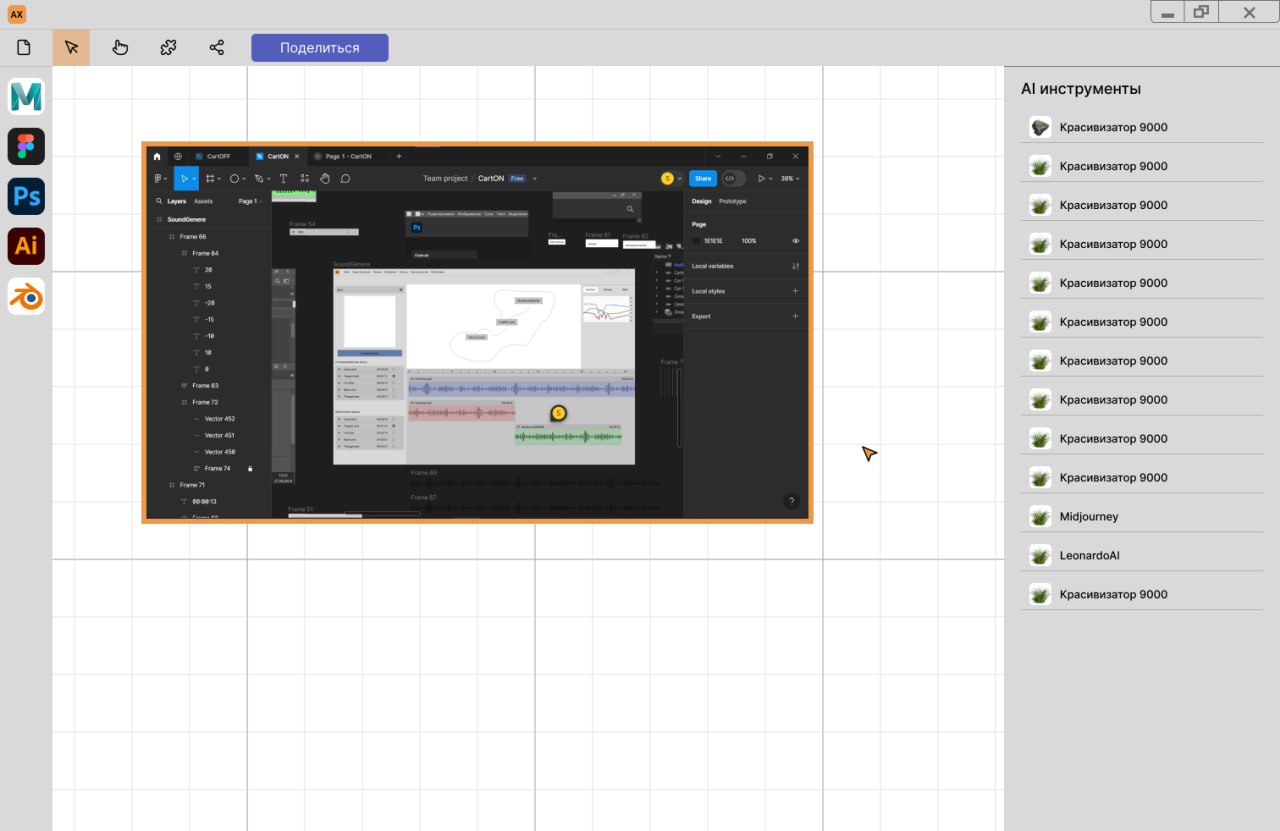 AX
Поделиться
AI инструменты
Красивизатор 9000
Красивизатор 9000
Красивизатор 9000
Красивизатор 9000
Красивизатор 9000
Красивизатор 9000
Красивизатор 9000
Красивизатор 9000
Красивизатор 9000
Красивизатор 9000
Midjourney
LeonardoAI
Красивизатор 9000
Ps
Ai
CartOFF
CartON
Page 1 - CartON
Team project / CartON Free
S
Share
39%
Layers Assets Page 1
SoundGenere
Frame 66
Frame 84
20
15
-20
-15
-10
10
0
Frame 83
Frame 72
Vector 452
Vector 451
Vector 450
Frame 74
Frame 71
00:00:13
Frame 54
Ps
Frame 81
Frame 82
SoundGenere
S
Frame 69
Frame 67
Frame 51
Design Prototype
Page
1E1E1E 100%
Local variables
Local styles
Export
?